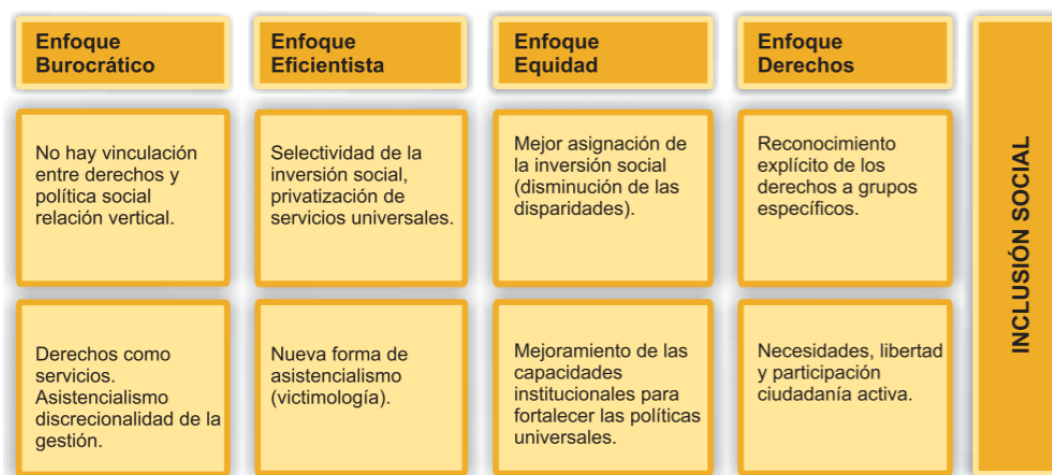 Enfoque
Burocrático
Enfoque
Eficientista
Enfoque
Equidad
Enfoque
Derechos
No hay vinculación
entre derechos y
política social
relación vertical.
Selectividad de la
inversión social,
privatización de
servicios universales.
Mejor asignación de
la inversión social
(disminución de las
disparidades).
Reconocimiento
explícito de los
derechos a grupos
específicos.
Derechos como
servicios.
Asistencialismo
discrecionalidad de la
gestión.
Nueva forma de
asistencialismo
(victimología).
Mejoramiento de las
capacidades
institucionales para
fortalecer las políticas
universales.
Necesidades, libertad
y participación
ciudadanía activa.
INCLUSIÓN SOCIAL